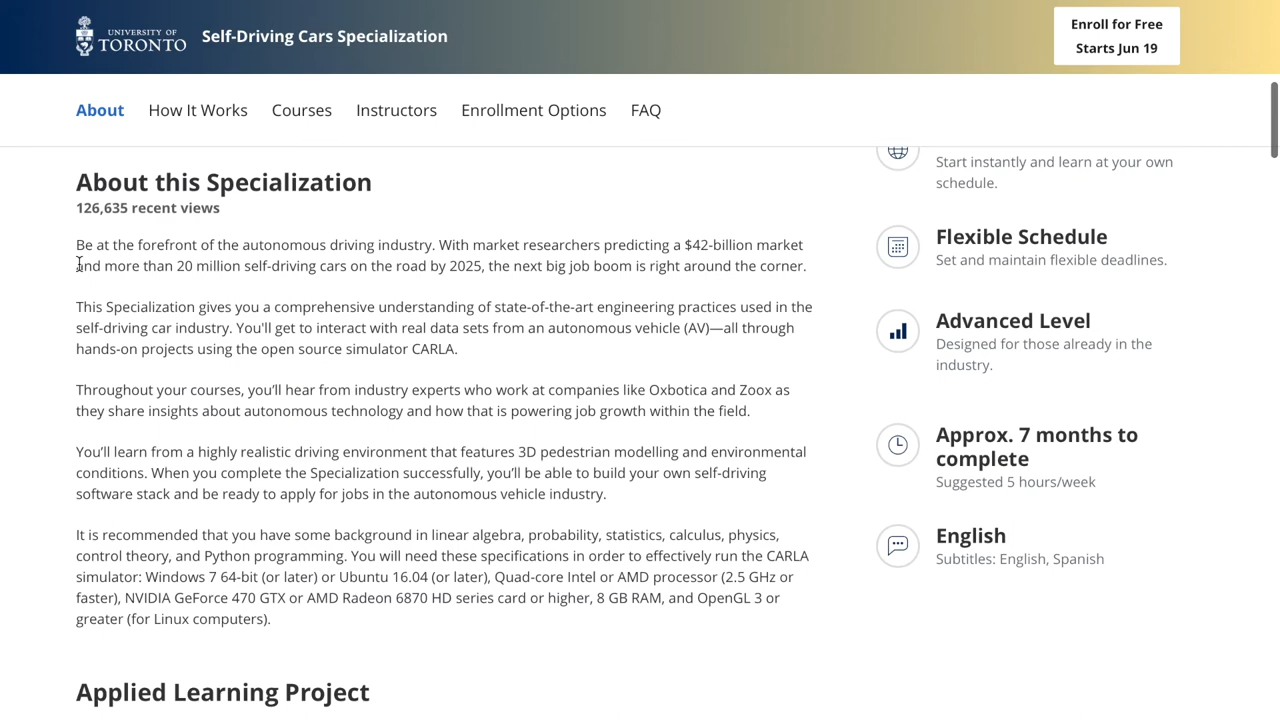 UNIVERSITY OF
TORONTO
Self-Driving Cars Specialization
Enroll for Free
Starts Jun 19
About
How It Works
Courses
Instructors
Enrollment Options
FAQ
About this Specialization
126,635 recent views
Be at the forefront of the autonomous driving industry. With market researchers predicting a $42-billion market
and more than 20 million self-driving cars on the road by 2025, the next big job boom is right around the corner.
This Specialization gives you a comprehensive understanding of state-of-the-art engineering practices used in the
self-driving car industry. You'll get to interact with real data sets from an autonomous vehicle (AV)—all through
hands-on projects using the open source simulator CARLA.
Throughout your courses, you’ll hear from industry experts who work at companies like Oxbotica and Zoox as
they share insights about autonomous technology and how that is powering job growth within the field.
You’ll learn from a highly realistic driving environment that features 3D pedestrian modelling and environmental
conditions. When you complete the Specialization successfully, you’ll be able to build your own self-driving
software stack and be ready to apply for jobs in the autonomous vehicle industry.
It is recommended that you have some background in linear algebra, probability, statistics, calculus, physics,
control theory, and Python programming. You will need these specifications in order to effectively run the CARLA
simulator: Windows 7 64-bit (or later) or Ubuntu 16.04 (or later), Quad-core Intel or AMD processor (2.5 GHz or
faster), NVIDIA GeForce 470 GTX or AMD Radeon 6870 HD series card or higher, 8 GB RAM, and OpenGL 3 or
greater (for Linux computers).
Applied Learning Project
Start instantly and learn at your own
schedule.
Flexible Schedule
Set and maintain flexible deadlines.
Advanced Level
Designed for those already in the
industry.
Approx. 7 months to
complete
Suggested 5 hours/week
English
Subtitles: English, Spanish